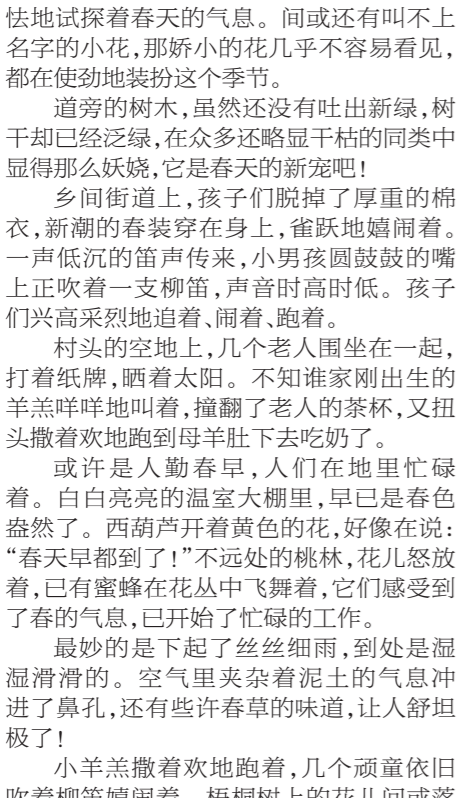 怯地试探着春天的气息。间或还有叫不上
名字的小花,那娇小的花几乎不容易看见,
都在使劲地装扮这个季节。
道旁的树木,虽然还没有吐出新绿,树
干却已经泛绿,在众多还略显干枯的同类中
显得那么妖娆,它是春天的新宠吧!
乡间街道上,孩子们脱掉了厚重的棉
衣,新潮的春装穿在身上,雀跃地嬉闹着。
一声低沉的笛声传来,小男孩圆鼓鼓的嘴
上正吹着一支柳笛,声音时高时低。孩子
们兴高采烈地追着、闹着、跑着。
村头的空地上,几个老人围坐在一起,
打着纸牌,晒着太阳。不知谁家刚出生的
羊羔咩咩地叫着,撞翻了老人的茶杯,又扭
头撒着欢地跑到母羊肚下去吃奶了。
或许是人勤春早,人们在地里忙碌
着。白白亮亮的温室大棚里,早已是春色
盎然了。西葫芦开着黄色的花,好像在说:
“春天早都到了!”不远处的桃林,花儿怒放
着,已有蜜蜂在花丛中飞舞着,它们感受到
了春的气息,已开始了忙碌的工作。
最妙的是下起了丝丝细雨,到处是湿
湿滑滑的。空气里夹杂着泥土的气息冲
进了鼻孔,还有些许春草的味道,让人舒坦
极了!
小羊羔撒着欢地跑着,几个顽童依旧
吹着柳笛嬉闹着。梧桐树上的花儿间或落